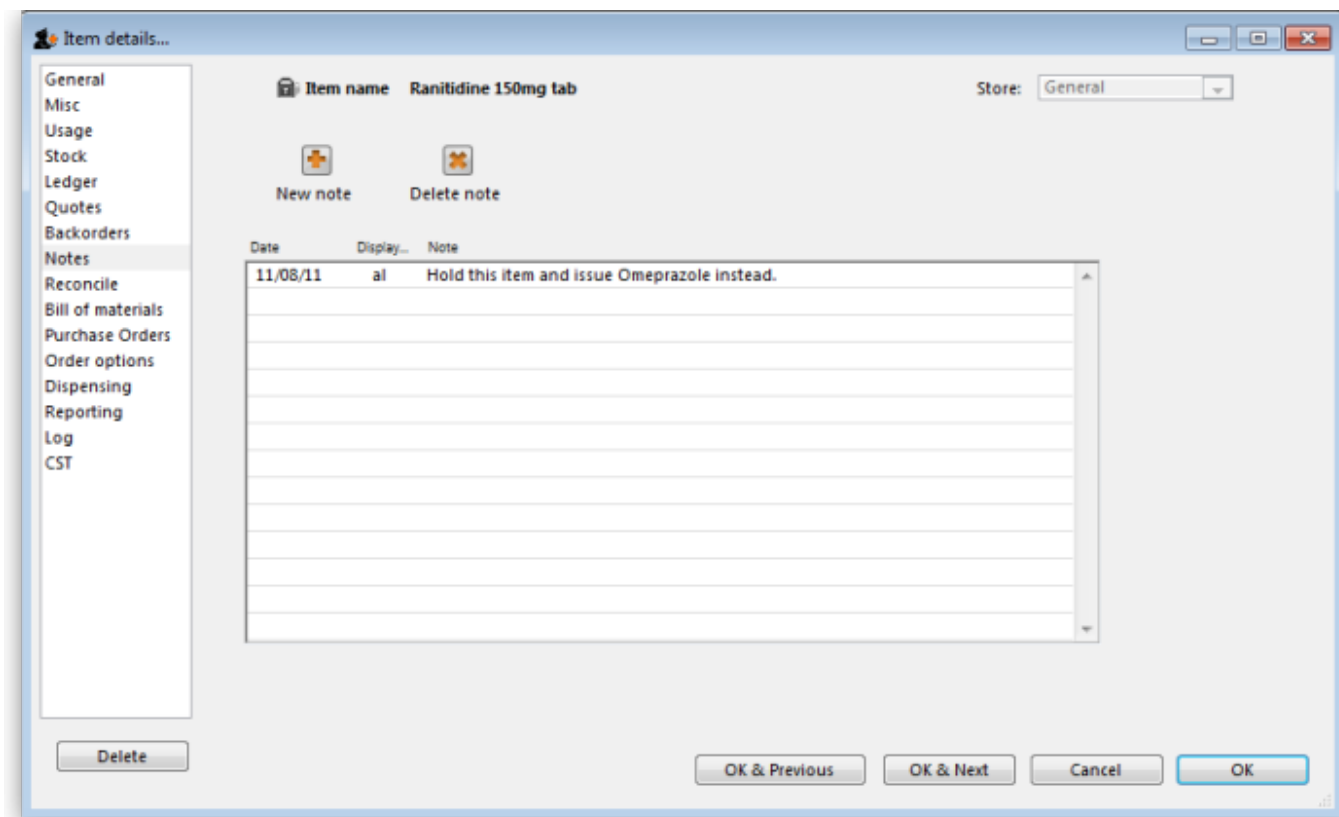 Item details...
General
Misc
Usage
Stock
Ledger
Quotes
Backorders
Notes
Reconcile
Bill of materials
Purchase Orders
Order options
Dispensing
Reporting
Log
CST
Delete
Item name Ranitidine 150mg tab
Store: General
New note Delete note
Date Display... Note
11/08/11 al Hold this item and issue Omeprazole instead.
OK & Previous OK & Next Cancel OK